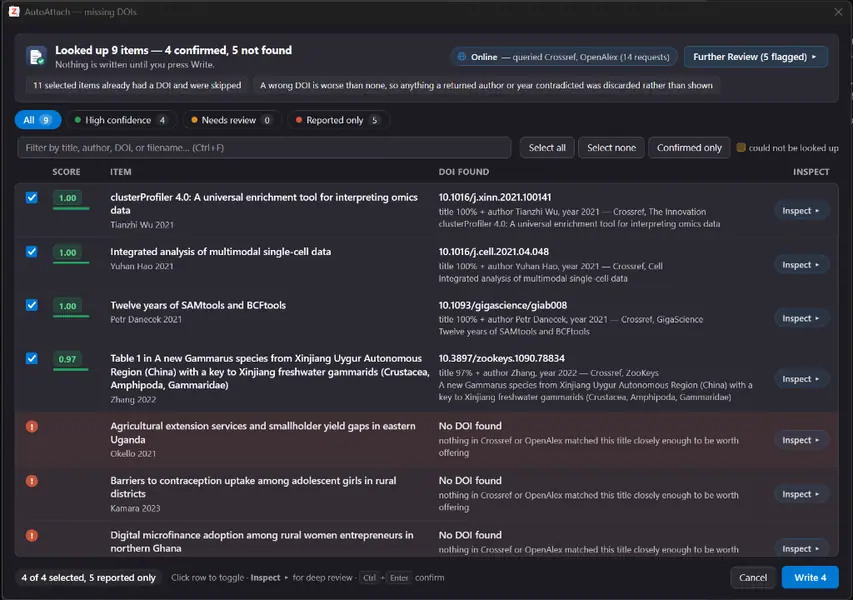 AutoAttach — missing DOIs
Looked up 9 items — 4 confirmed, 5 not found
Nothing is written until you press Write.
Online — queried Crossref, OpenAlex (14 requests)
Further Review (5 flagged) ▸
11 selected items already had a DOI and were skipped
A wrong DOI is worse than none, so anything a returned author or year contradicted was discarded rather than shown
All 9
High confidence 4
Needs review 0
Reported only 5
Filter by title, author, DOI, or filename... (Ctrl+F)
Select all
Select none
Confirmed only
could not be looked up
SCORE ITEM DOI FOUND INSPECT
1.00
clusterProfiler 4.0: A universal enrichment tool for interpreting omics
data
Tianzhi Wu 2021
10.1016/j.xinn.2021.100141
title 100% + author Tianzhi Wu, year 2021 — Crossref, The Innovation
clusterProfiler 4.0: A universal enrichment tool for interpreting omics data
Inspect ▸
1.00
Integrated analysis of multimodal single-cell data
Yuhan Hao 2021
10.1016/j.cell.2021.04.048
title 100% + author Yuhan Hao, year 2021 — Crossref, Cell
Integrated analysis of multimodal single-cell data
Inspect ▸
1.00
Twelve years of SAMtools and BCFtools
Petr Danecek 2021
10.1093/gigascience/giab008
title 100% + author Petr Danecek, year 2021 — Crossref, GigaScience
Twelve years of SAMtools and BCFtools
Inspect ▸
0.97
Table 1 in A new Gammarus species from Xinjiang Uygur Autonomous
Region (China) with a key to Xinjiang freshwater gammarids (Crustacea,
Amphipoda, Gammaridae)
Zhang 2022
10.3897/zookeys.1090.78834
title 97% + author Zhang, year 2022 — Crossref, ZooKeys
A new Gammarus species from Xinjiang Uygur Autonomous Region (China) with a
key to Xinjiang freshwater gammarids (Crustacea, Amphipoda, Gammaridae)
Inspect ▸
Agricultural extension services and smallholder yield gaps in eastern
Uganda
Okello 2021
No DOI found
nothing in Crossref or OpenAlex matched this title closely enough to be worth
offering
Inspect ▸
Barriers to contraception uptake among adolescent girls in rural
districts
Kamara 2023
No DOI found
nothing in Crossref or OpenAlex matched this title closely enough to be worth
offering
Inspect ▸
Digital microfinance adoption among rural women entrepreneurs in
northern Ghana
No DOI found
nothing in Crossref or OpenAlex matched this title closely enough to be worth
Inspect ▸
4 of 4 selected, 5 reported only
Click row to toggle · Inspect ▸ for deep review · Ctrl + Enter confirm
Cancel
Write 4